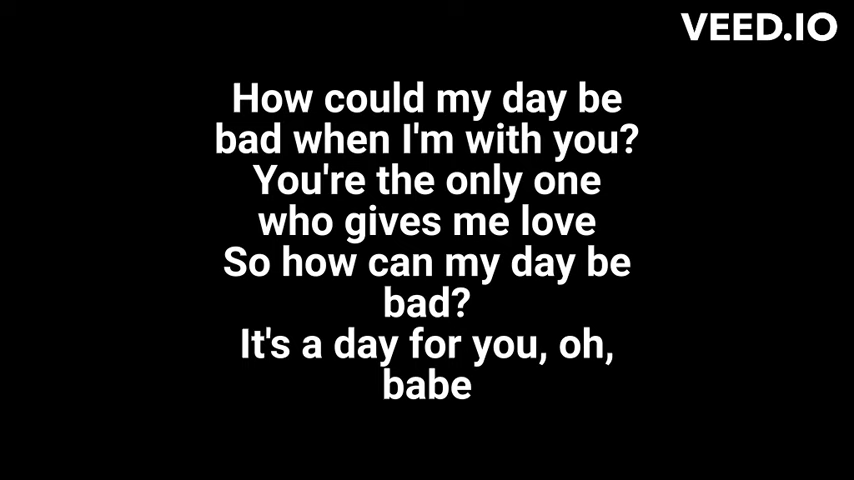 VEED.IO
How could my day be
bad when I'm with you?
You're the only one
who gives me love
So how can my day be
bad?
It's a day for you, oh,
babe